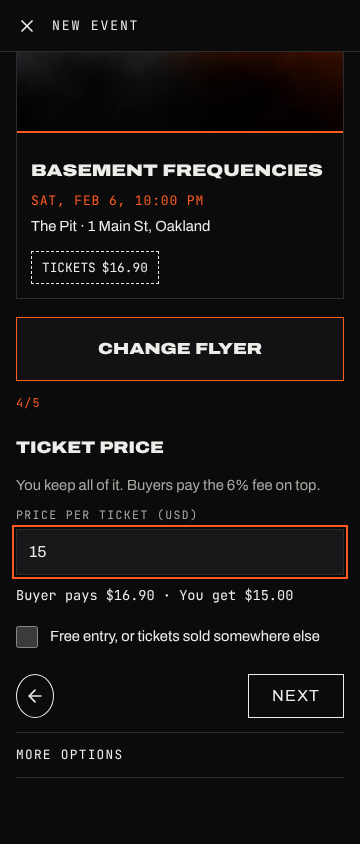 NEW EVENT
BASEMENT FREQUENCIES
SAT, FEB 6, 10:00 PM
The Pit · 1 Main St, Oakland
TICKETS $16.90
CHANGE FLYER
4/5
TICKET PRICE
You keep all of it. Buyers pay the 6% fee on top.
PRICE PER TICKET (USD)
15
Buyer pays $16.90 · You get $15.00
Free entry, or tickets sold somewhere else
NEXT
MORE OPTIONS